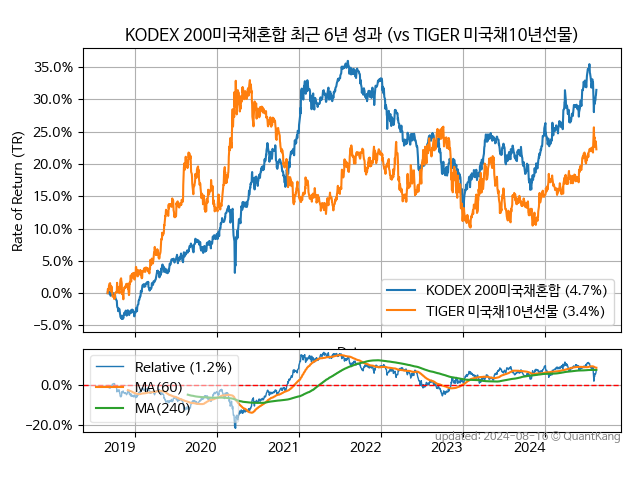 KODEX 200미국채혼합 최근 6년 성과 (vs TIGER 미국채10년선물)
Rate of Return (TR)
35.0%
30.0%
25.0%
20.0%
15.0%
10.0%
5.0%
0.0%
−5.0%
KODEX 200미국채혼합 (4.7%)
TIGER 미국채10년선물 (3.4%)
Relative (1.2%)
MA(60)
MA(240)
0.0%
−20.0%
2019 2020 2021 2022 2023 2024
updated: 2024-08-16 © QuantKang